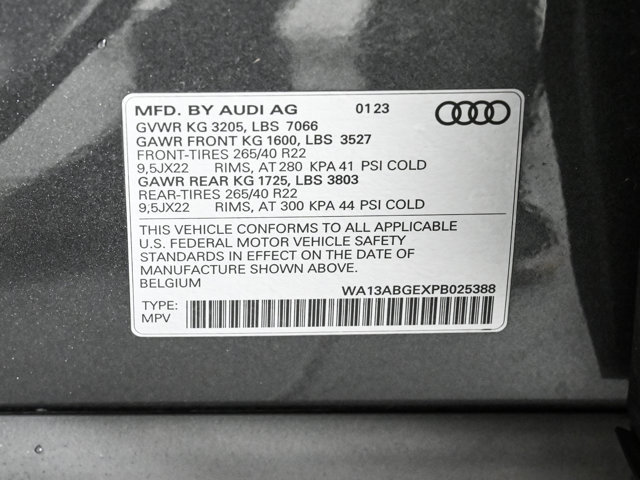 MFD. BY AUDI AG 0123
GVWR KG 3205, LBS 7066
GAWR FRONT KG 1600, LBS 3527
FRONT-TIRES 265/40 R22
9,5JX22 RIMS, AT 280 KPA 41 PSI COLD
GAWR REAR KG 1725, LBS 3803
REAR-TIRES 265/40 R22
9,5JX22 RIMS, AT 300 KPA 44 PSI COLD
THIS VEHICLE CONFORMS TO ALL APPLICABLE
U.S. FEDERAL MOTOR VEHICLE SAFETY
STANDARDS IN EFFECT ON THE DATE OF
MANUFACTURE SHOWN ABOVE.
BELGIUM WA13ABGEXPB025388
TYPE:
MPV